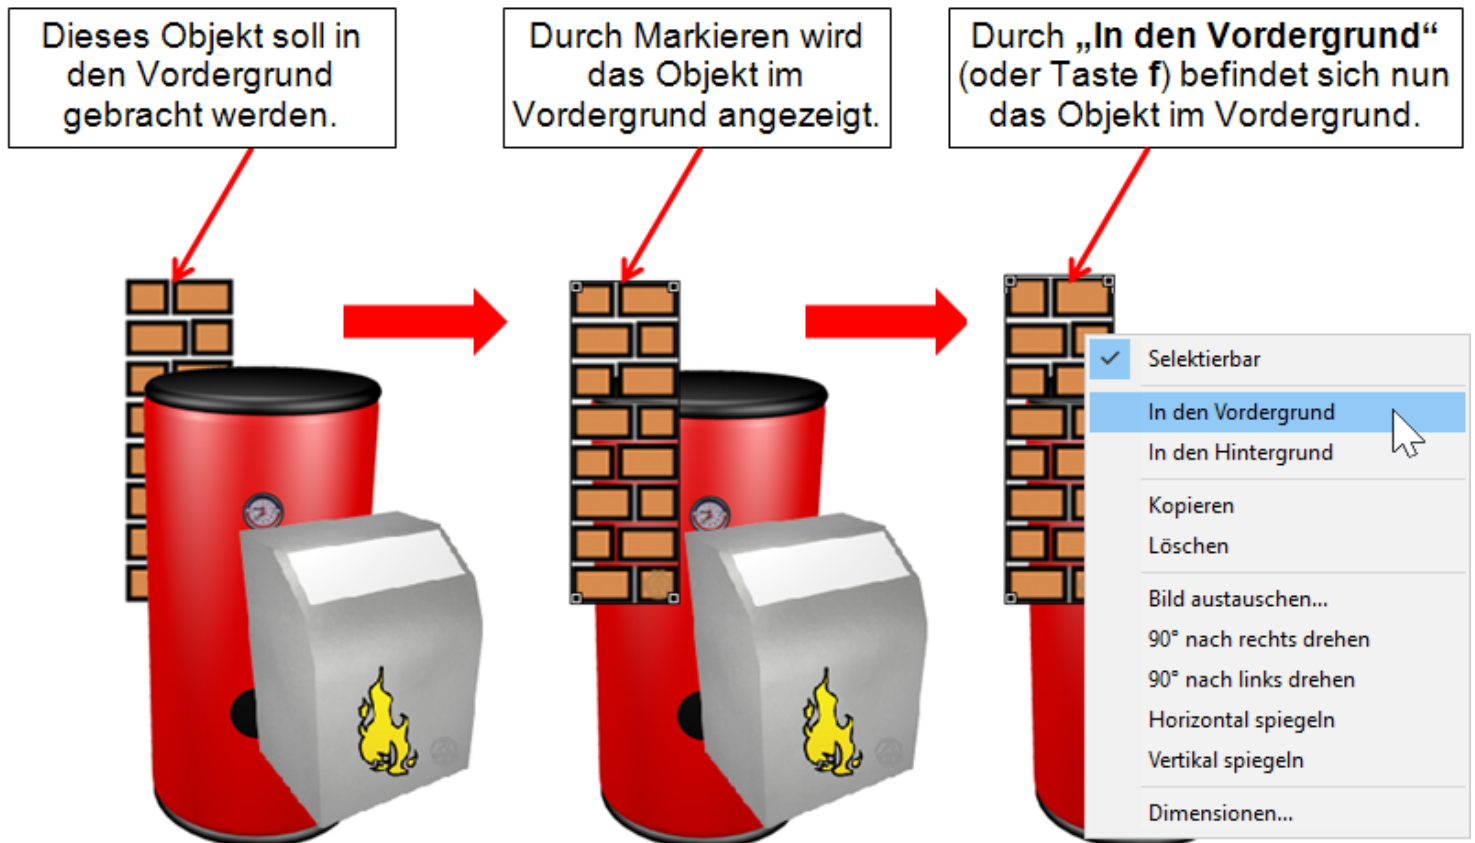 Dieses Objekt soll in
den Vordergrund
gebracht werden.
Durch Markieren wird
das Objekt im
Vordergrund angezeigt.
Durch „In den Vordergrund“
(oder Taste f) befindet sich nun
das Objekt im Vordergrund.
Selektierbar
In den Vordergrund
In den Hintergrund
Kopieren
Löschen
Bild austauschen...
90° nach rechts drehen
90° nach links drehen
Horizontal spiegeln
Vertikal spiegeln
Dimensionen...